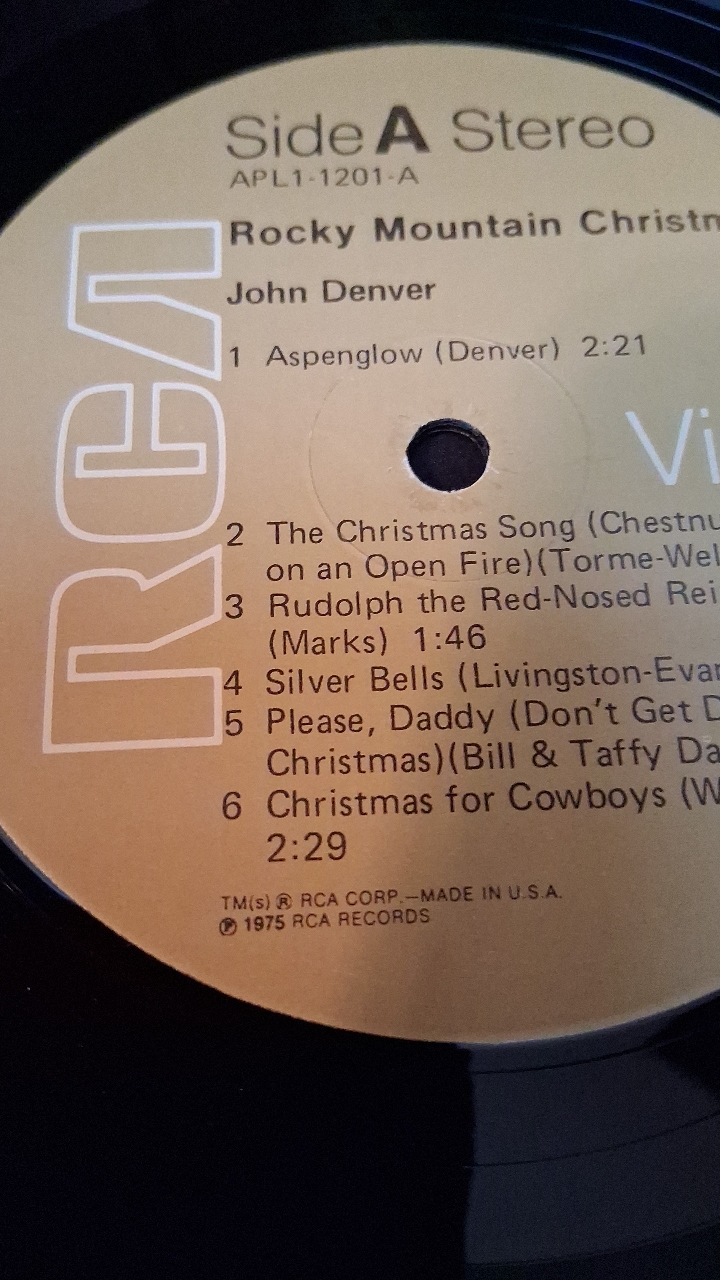 Side A Stereo
APL1-1201-A
Rocky Mountain Christm
John Denver
1 Aspenglow (Denver) 2:21
RCA
Vi
2 The Christmas Song (Chestnu
on an Open Fire)(Torme-Wel
3 Rudolph the Red-Nosed Rei
(Marks) 1:46
4 Silver Bells (Livingston-Evan
5 Please, Daddy (Don't Get D
Christmas)(Bill & Taffy Da
6 Christmas for Cowboys (W
2:29
TM(s) ® RCA CORP.—MADE IN U.S.A.
℗ 1975 RCA RECORDS